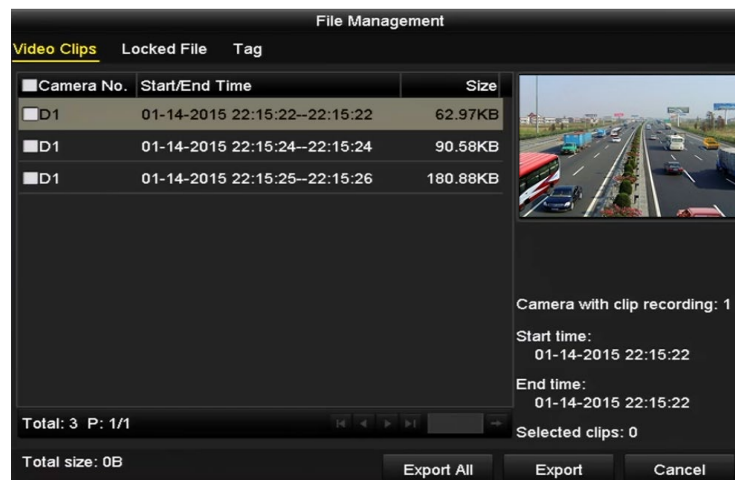 File Management
Video Clips Locked File Tag
Camera No. Start/End Time Size
D1 01-14-2015 22:15:22--22:15:22 62.97KB
D1 01-14-2015 22:15:24--22:15:24 90.58KB
D1 01-14-2015 22:15:25--22:15:26 180.88KB
Camera with clip recording: 1
Start time:
01-14-2015 22:15:22
End time:
01-14-2015 22:15:22
Selected clips: 0
Total: 3 P: 1/1
Total size: 0B
Export All Export Cancel